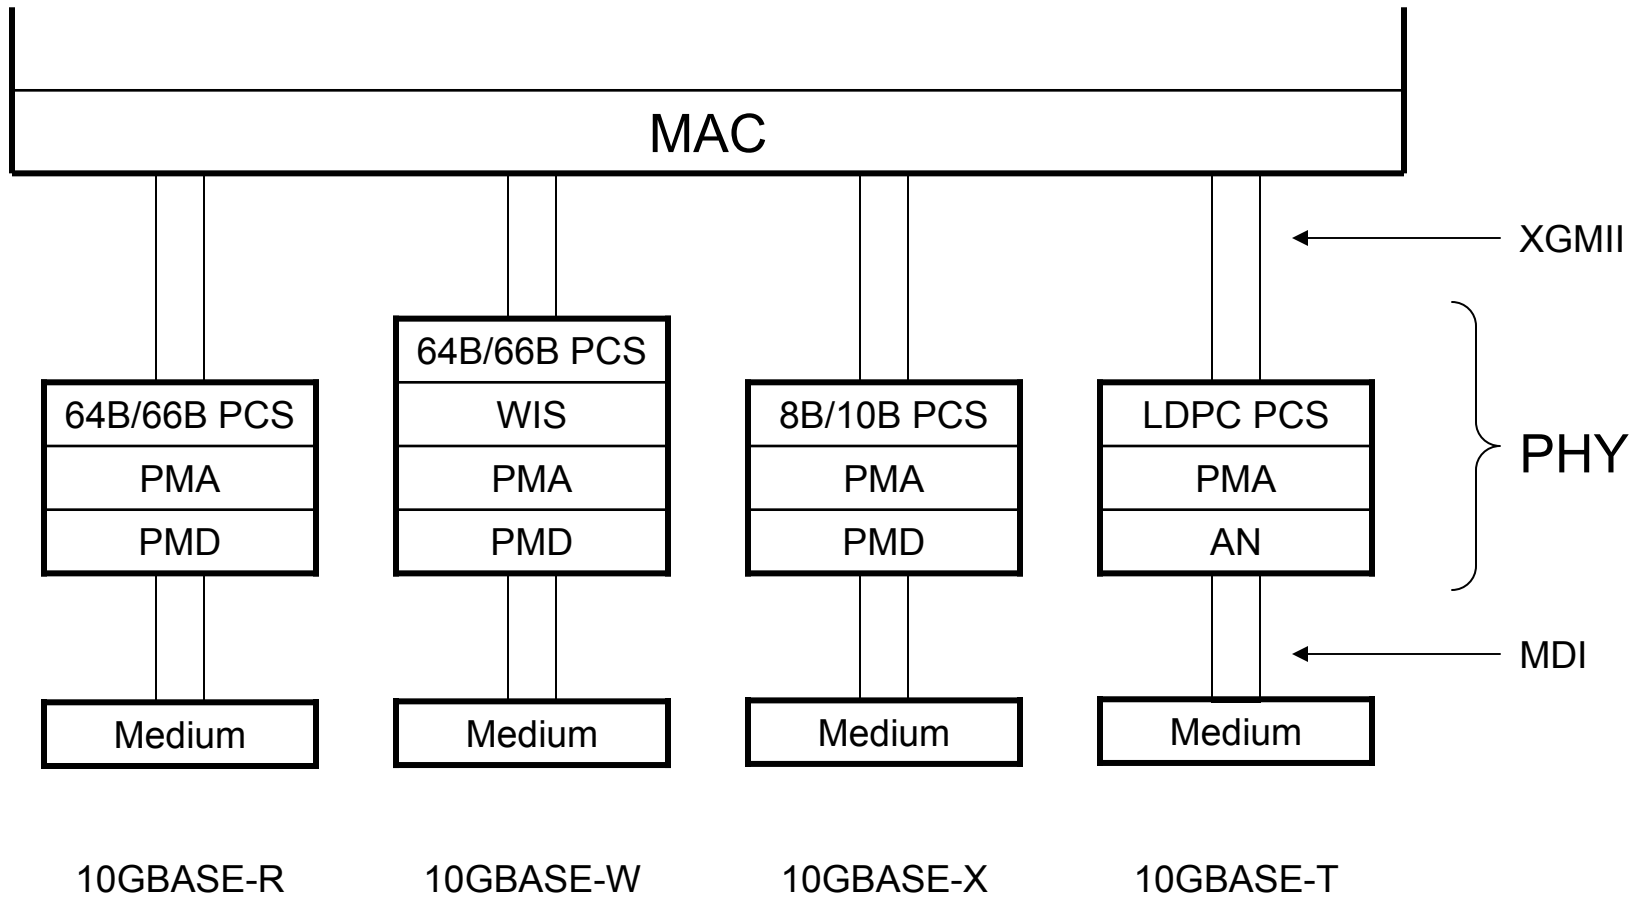 MAC
XGMII
64B/66B PCS
WIS
PMA
PMD
64B/66B PCS
PMA
PMD
8B/10B PCS
PMA
PMD
LDPC PCS
PMA
AN
PHY
MDI
Medium
Medium
Medium
Medium
10GBASE-R
10GBASE-W
10GBASE-X
10GBASE-T